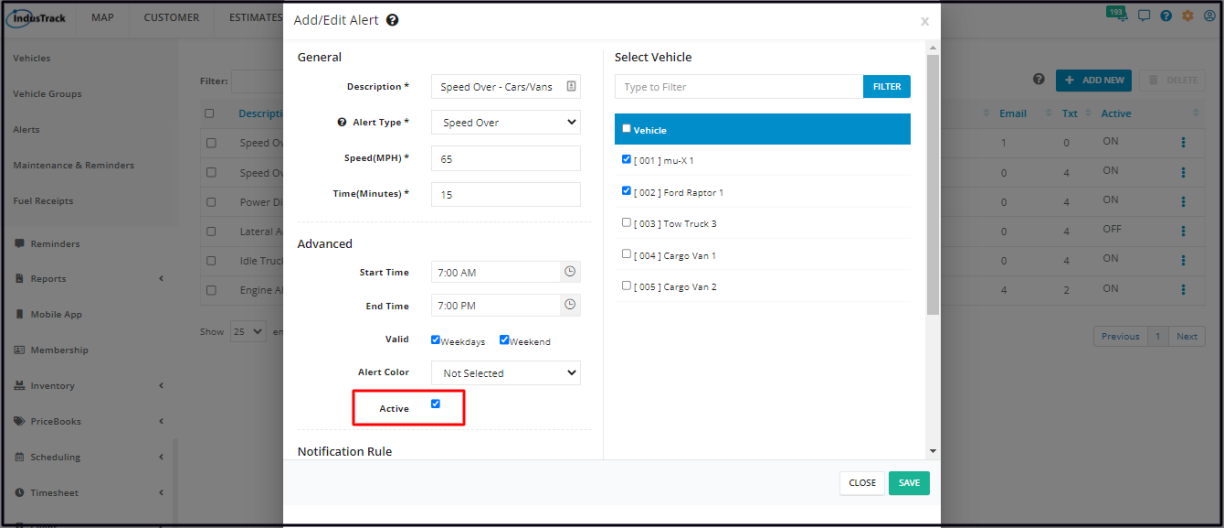 IndusTrack
MAP
CUSTOMER
ESTIMATES
193
Vehicles
Vehicle Groups
Alerts
Maintenance & Reminders
Fuel Receipts
Reminders
Reports
Mobile App
Membership
Inventory
PriceBooks
Scheduling
Timesheet
Filter:
ADD NEW
DELETE
Descripti
Email Txt Active
Speed Ov 1 0 ON
Speed Ov 0 4 ON
Power Di 0 4 ON
Lateral A 0 4 OFF
Idle Truc 0 4 ON
Engine Al 4 2 ON
Show 25 en
Previous 1 Next
Add/Edit Alert
x
General
Description * Speed Over - Cars/Vans
Alert Type * Speed Over
Speed(MPH) * 65
Time(Minutes) * 15
Advanced
Start Time 7:00 AM
End Time 7:00 PM
Valid Weekdays Weekend
Alert Color Not Selected
Active
Notification Rule
Select Vehicle
Type to Filter FILTER
Vehicle
[ 001 ] mu-X 1
[ 002 ] Ford Raptor 1
[ 003 ] Tow Truck 3
[ 004 ] Cargo Van 1
[ 005 ] Cargo Van 2
CLOSE SAVE